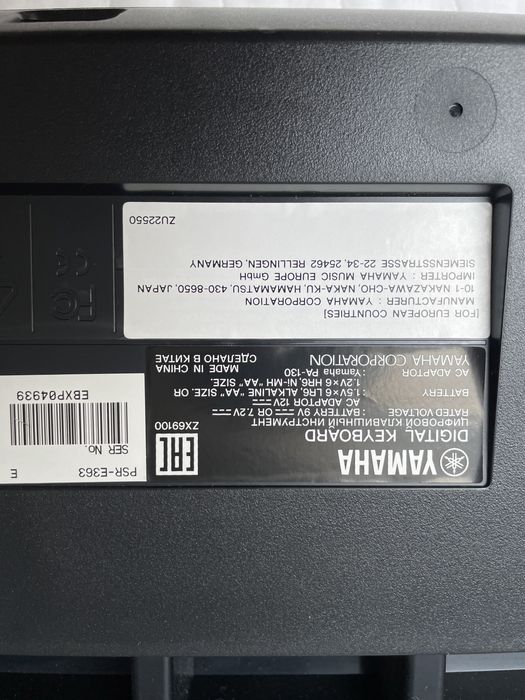 YAMAHA
DIGITAL KEYBOARD
ЦИФРОВОЙ КЛАВИШНЫЙ ИНСТРУМЕНТ
RATED VOLTAGE : BATTERY 9V OR 7.2V
AC ADAPTOR 12V
BATTERY : 1.5V×6 LR6, ALKALINE "AA" SIZE. OR
1.2V×6 HR6, Ni-MH "AA" SIZE.
AC ADAPTOR : Yamaha PA-130
YAMAHA CORPORATION
EAC
ZX69100
MADE IN CHINA
СДЕЛАНО В КИТАЕ
PSR-E363 E
SER No.
EBXP04939
[FOR EUROPEAN COUNTRIES]
MANUFACTURER : YAMAHA CORPORATION
10-1 NAKAZAWA-CHO, NAKA-KU, HAMAMATSU, 430-8650, JAPAN
IMPORTER : YAMAHA MUSIC EUROPE GmbH
SIEMENSSTRASSE 22-34, 25462 RELLINGEN, GERMANY
ZU22550
FC
CE